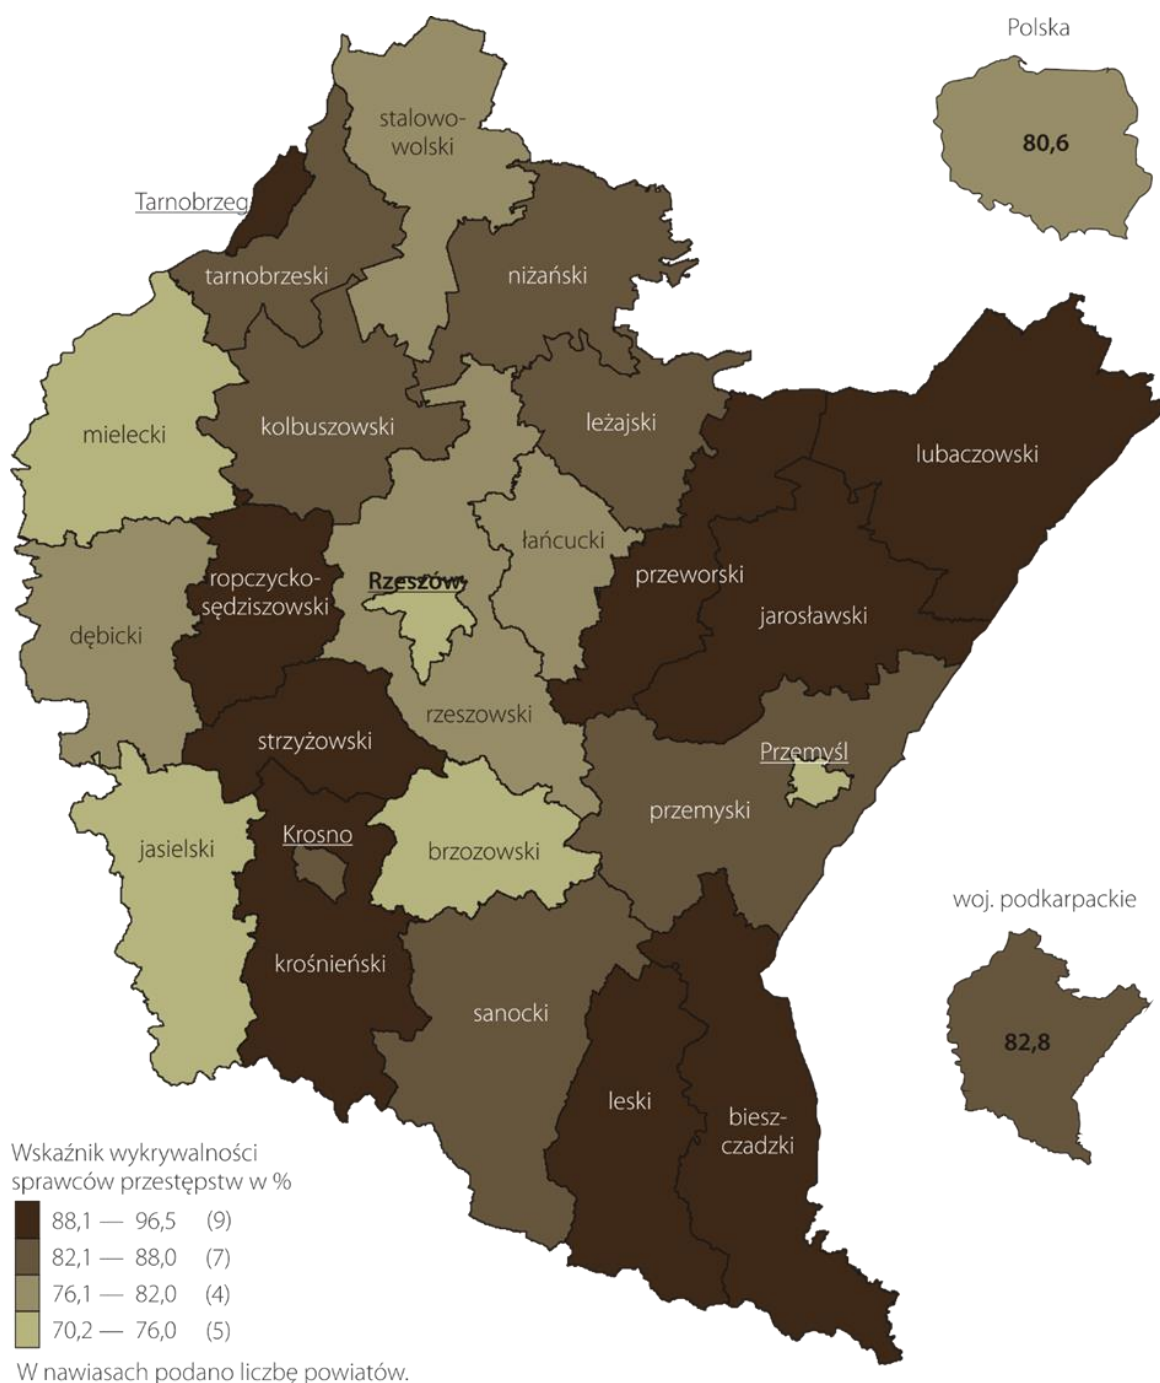 Polska
80,6
stalowo-
wolski
Tarnobrzeg
tarnobrzeski
niżański
mielecki
kolbuszowski
leżajski
lubaczowski
łańcucki
ropczycko-
sędziszowski
Rzeszów
przeworski
jarosławski
dębicki
rzeszowski
strzyżowski
Przemyśl
przemyski
Krosno
jasielski
brzozowski
woj. podkarpackie
82,8
krośnieński
sanocki
leski
biesz-
czadzki
Wskaźnik wykrywalności
sprawców przestępstw w %
88,1 — 96,5 (9)
82,1 — 88,0 (7)
76,1 — 82,0 (4)
70,2 — 76,0 (5)
W nawiasach podano liczbę powiatów.